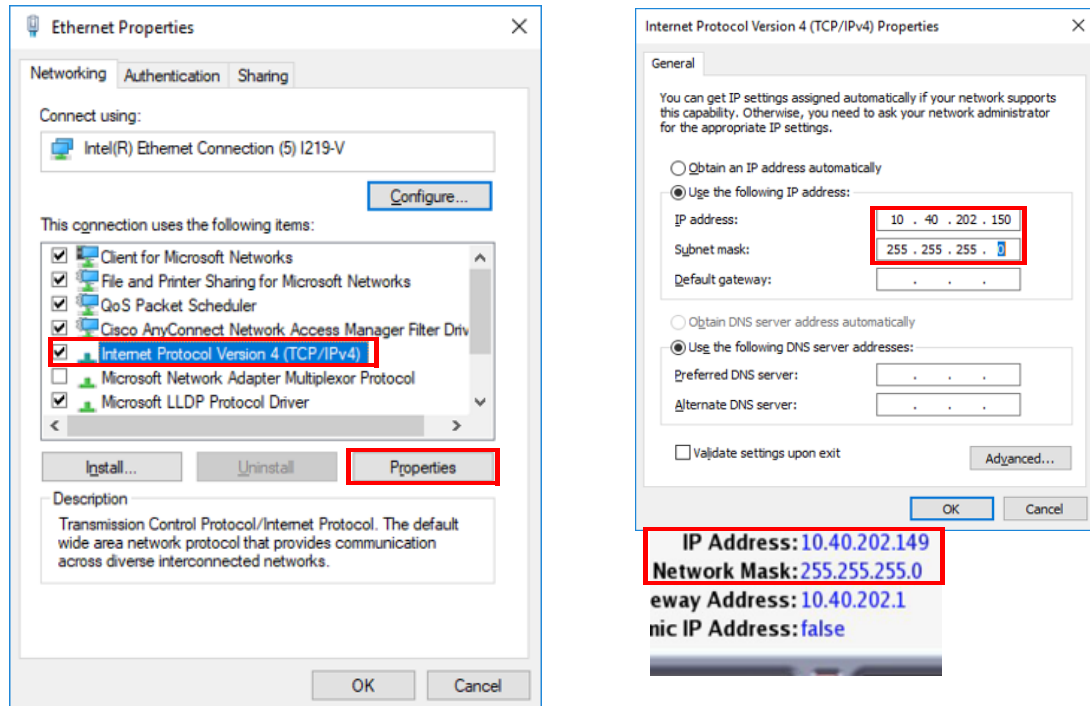 Ethernet Properties
Networking
Authentication
Sharing
Connect using:
Intel(R) Ethernet Connection (5) I219-V
Configure...
This connection uses the following items:
Client for Microsoft Networks
File and Printer Sharing for Microsoft Networks
QoS Packet Scheduler
Cisco AnyConnect Network Access Manager Filter Driv
Internet Protocol Version 4 (TCP/IPv4)
Microsoft Network Adapter Multiplexor Protocol
Microsoft LLDP Protocol Driver
Install...
Uninstall
Properties
Description
Transmission Control Protocol/Internet Protocol. The default
wide area network protocol that provides communication
across diverse interconnected networks.
OK
Cancel
Internet Protocol Version 4 (TCP/IPv4) Properties
General
You can get IP settings assigned automatically if your network supports
this capability. Otherwise, you need to ask your network administrator
for the appropriate IP settings.
Obtain an IP address automatically
Use the following IP address:
IP address: 10 . 40 . 202 . 150
Subnet mask: 255 . 255 . 255 . 0
Default gateway: . . .
Obtain DNS server address automatically
Use the following DNS server addresses:
Preferred DNS server: . . .
Alternate DNS server: . . .
Validate settings upon exit
Advanced...
OK
Cancel
IP Address: 10.40.202.149
Network Mask: 255.255.255.0
eway Address: 10.40.202.1
mic IP Address: false